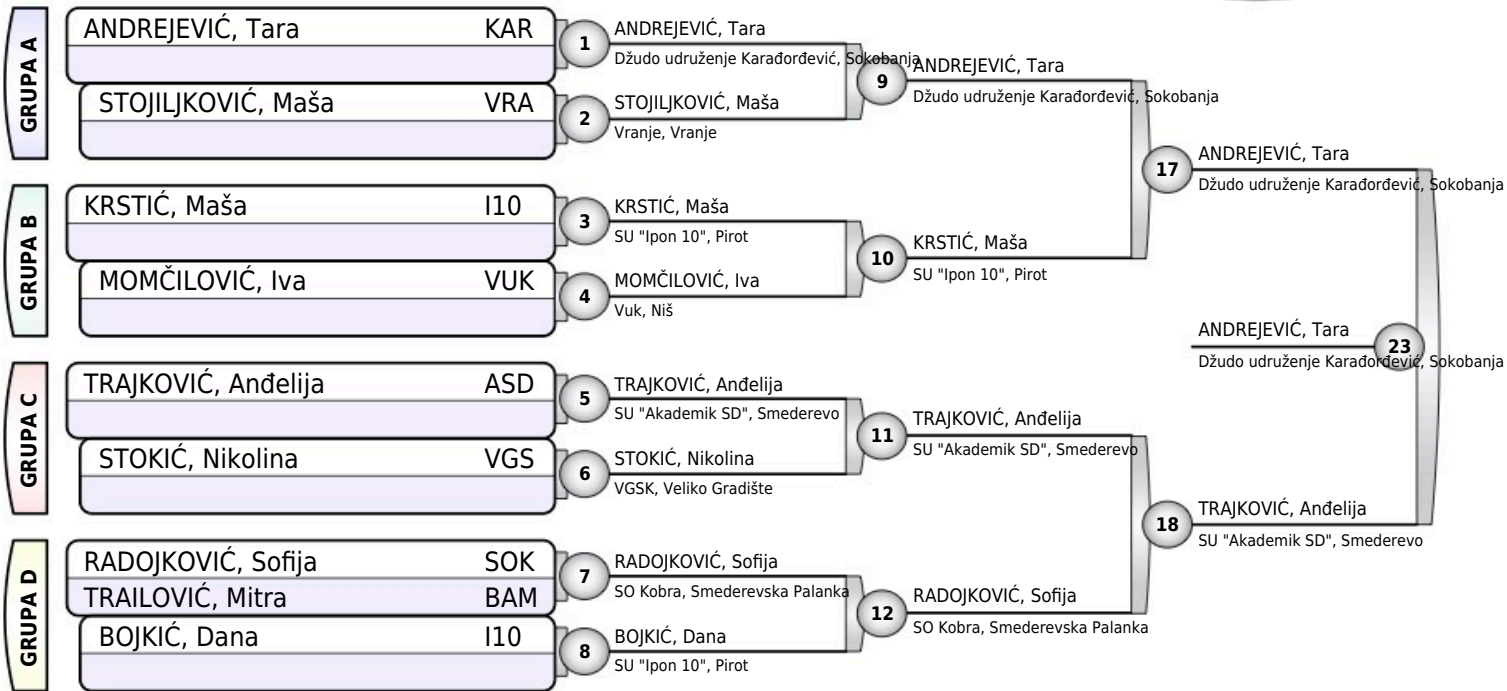 GRUPA A
ANDREJEVIĆ, Tara KAR
STOJILJKOVIĆ, Maša VRA
GRUPA B
KRSTIĆ, Maša I10
MOMČILOVIĆ, Iva VUK
GRUPA C
TRAJKOVIĆ, Anđelija ASD
STOKIĆ, Nikolina VGS
GRUPA D
RADOJKOVIĆ, Sofija SOK
TRAILOVIĆ, Mitra BAM
BOJKIĆ, Dana I10
1
ANDREJEVIĆ, Tara
Džudo udruženje Karađorđević, Sokobanja
2
STOJILJKOVIĆ, Maša
Vranje, Vranje
3
KRSTIĆ, Maša
SU "Ipon 10", Pirot
4
MOMČILOVIĆ, Iva
Vuk, Niš
5
TRAJKOVIĆ, Anđelija
SU "Akademik SD", Smederevo
6
STOKIĆ, Nikolina
VGSK, Veliko Gradište
7
RADOJKOVIĆ, Sofija
SO Kobra, Smederevska Palanka
8
BOJKIĆ, Dana
SU "Ipon 10", Pirot
9
ANDREJEVIĆ, Tara
Džudo udruženje Karađorđević, Sokobanja
10
KRSTIĆ, Maša
SU "Ipon 10", Pirot
11
TRAJKOVIĆ, Anđelija
SU "Akademik SD", Smederevo
12
RADOJKOVIĆ, Sofija
SO Kobra, Smederevska Palanka
17
ANDREJEVIĆ, Tara
Džudo udruženje Karađorđević, Sokobanja
18
TRAJKOVIĆ, Anđelija
SU "Akademik SD", Smederevo
23
ANDREJEVIĆ, Tara
Džudo udruženje Karađorđević, Sokobanja